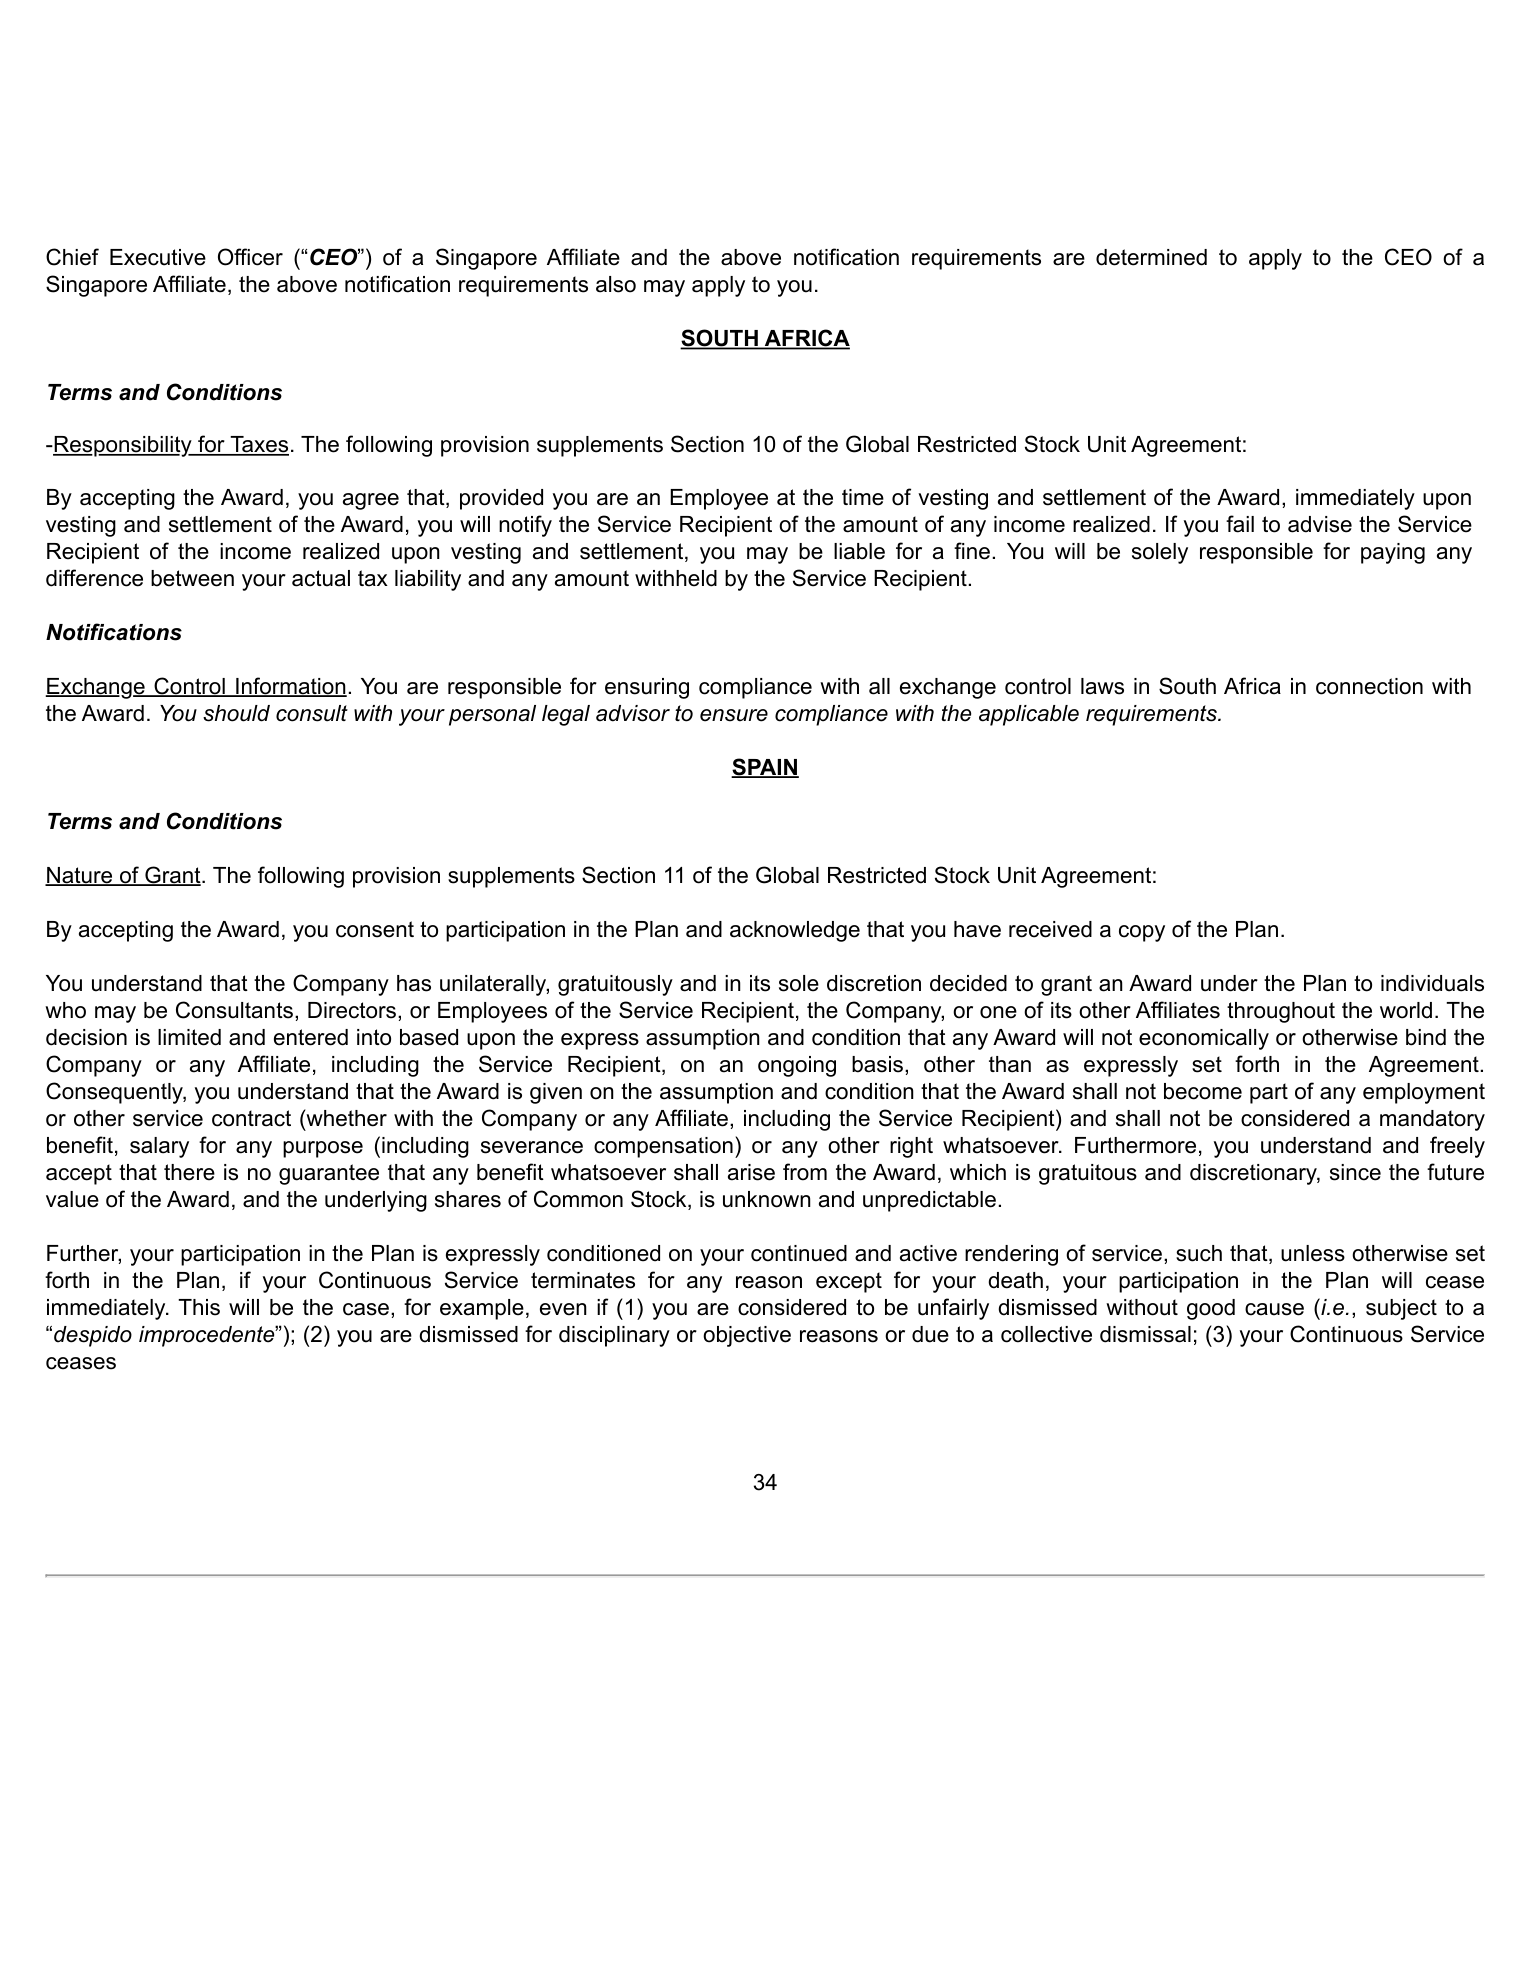 Chief Executive Officer (“CEO”) of a Singapore Affiliate and the above notification requirements are determined to apply to the CEO of a
Singapore Affiliate, the above notification requirements also may apply to you.
SOUTH AFRICA
Terms and Conditions
-Responsibility for Taxes. The following provision supplements Section 10 of the Global Restricted Stock Unit Agreement:
By accepting the Award, you agree that, provided you are an Employee at the time of vesting and settlement of the Award, immediately upon
vesting and settlement of the Award, you will notify the Service Recipient of the amount of any income realized. If you fail to advise the Service
Recipient of the income realized upon vesting and settlement, you may be liable for a fine. You will be solely responsible for paying any
difference between your actual tax liability and any amount withheld by the Service Recipient.
Notifications
Exchange Control Information. You are responsible for ensuring compliance with all exchange control laws in South Africa in connection with
the Award. You should consult with your personal legal advisor to ensure compliance with the applicable requirements.
SPAIN
Terms and Conditions
Nature of Grant. The following provision supplements Section 11 of the Global Restricted Stock Unit Agreement:
By accepting the Award, you consent to participation in the Plan and acknowledge that you have received a copy of the Plan.
You understand that the Company has unilaterally, gratuitously and in its sole discretion decided to grant an Award under the Plan to individuals
who may be Consultants, Directors, or Employees of the Service Recipient, the Company, or one of its other Affiliates throughout the world. The
decision is limited and entered into based upon the express assumption and condition that any Award will not economically or otherwise bind the
Company or any Affiliate, including the Service Recipient, on an ongoing basis, other than as expressly set forth in the Agreement.
Consequently, you understand that the Award is given on the assumption and condition that the Award shall not become part of any employment
or other service contract (whether with the Company or any Affiliate, including the Service Recipient) and shall not be considered a mandatory
benefit, salary for any purpose (including severance compensation) or any other right whatsoever. Furthermore, you understand and freely
accept that there is no guarantee that any benefit whatsoever shall arise from the Award, which is gratuitous and discretionary, since the future
value of the Award, and the underlying shares of Common Stock, is unknown and unpredictable.
Further, your participation in the Plan is expressly conditioned on your continued and active rendering of service, such that, unless otherwise set
forth in the Plan, if your Continuous Service terminates for any reason except for your death, your participation in the Plan will cease
immediately. This will be the case, for example, even if (1) you are considered to be unfairly dismissed without good cause (i.e., subject to a
“despido improcedente”); (2) you are dismissed for disciplinary or objective reasons or due to a collective dismissal; (3) your Continuous Service
ceases
34